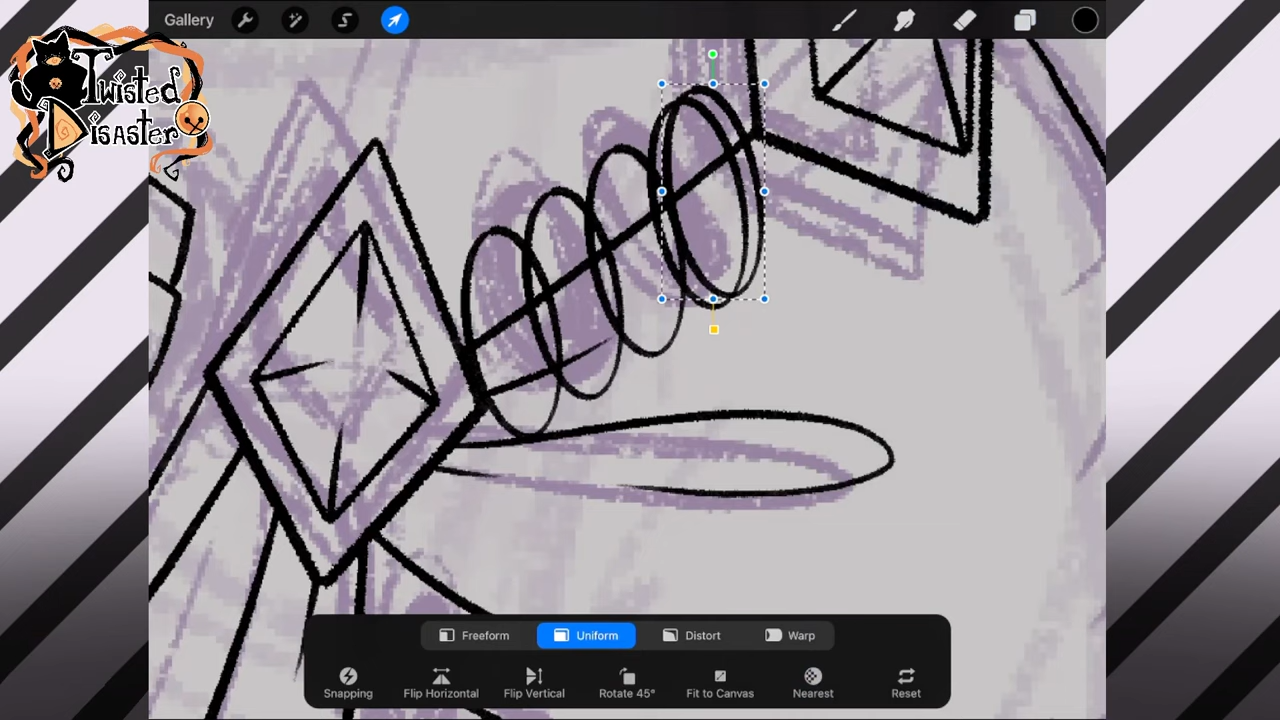 Gallery
Twisted
Disaster
Freeform
Uniform
Distort
Warp
Snapping
Flip Horizontal
Flip Vertical
Rotate 45°
Fit to Canvas
Nearest
Reset